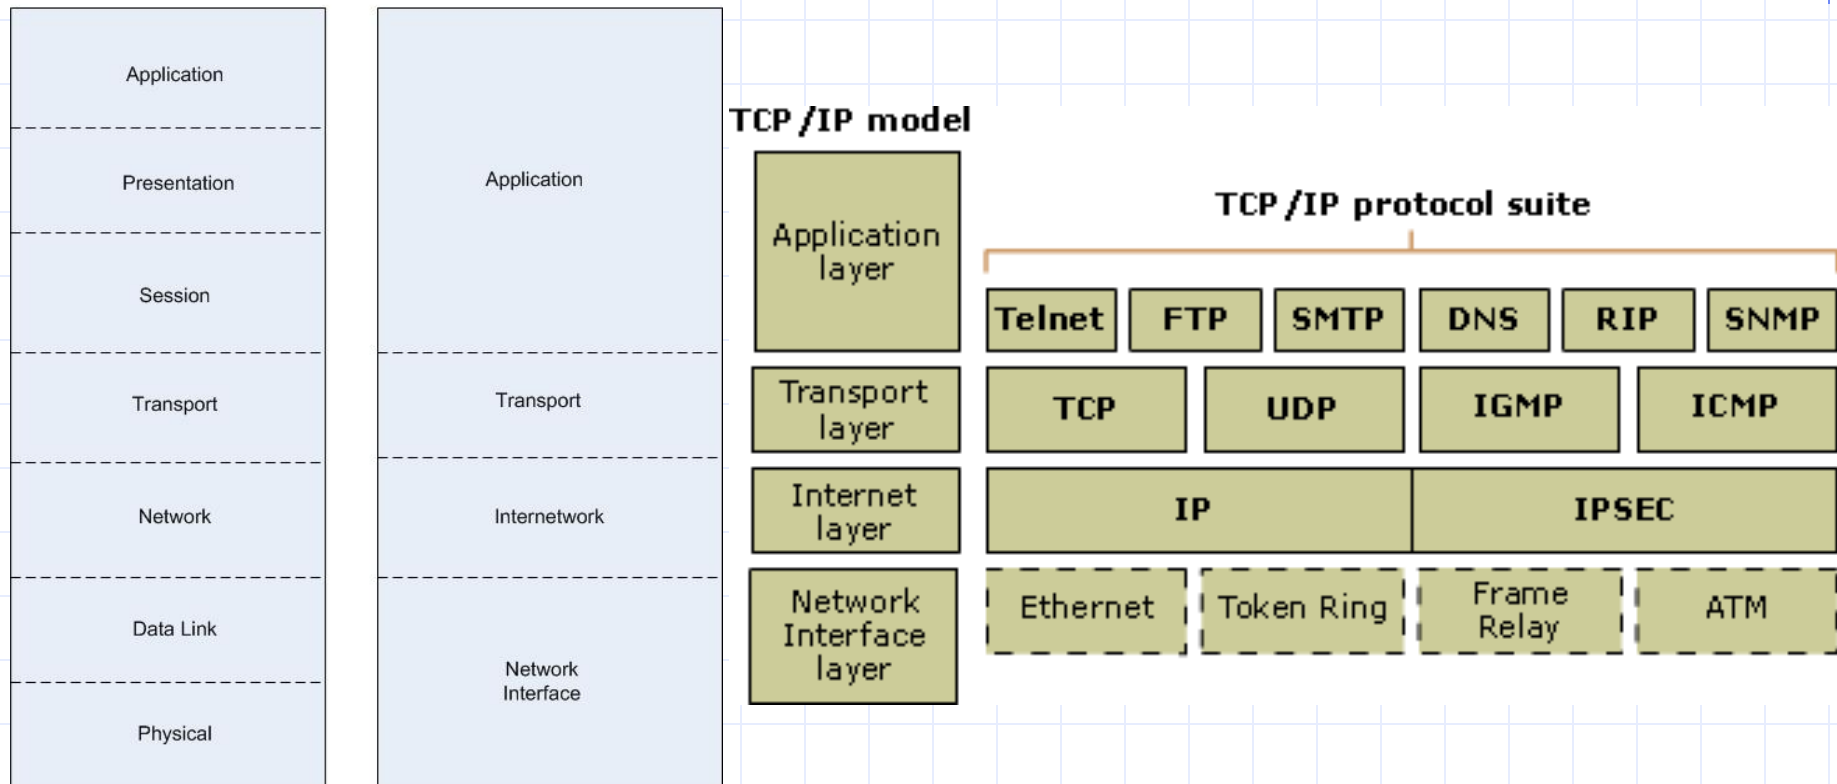 Application
Presentation
Session
Transport
Network
Data Link
Physical
Application
Transport
Internetwork
Network
Interface
TCP/IP model
Application
layer
Transport
layer
Internet
layer
Network
Interface
layer
TCP/IP protocol suite
Telnet FTP SMTP DNS RIP SNMP
TCP UDP IGMP ICMP
IP IPSEC
Ethernet Token Ring Frame
Relay ATM